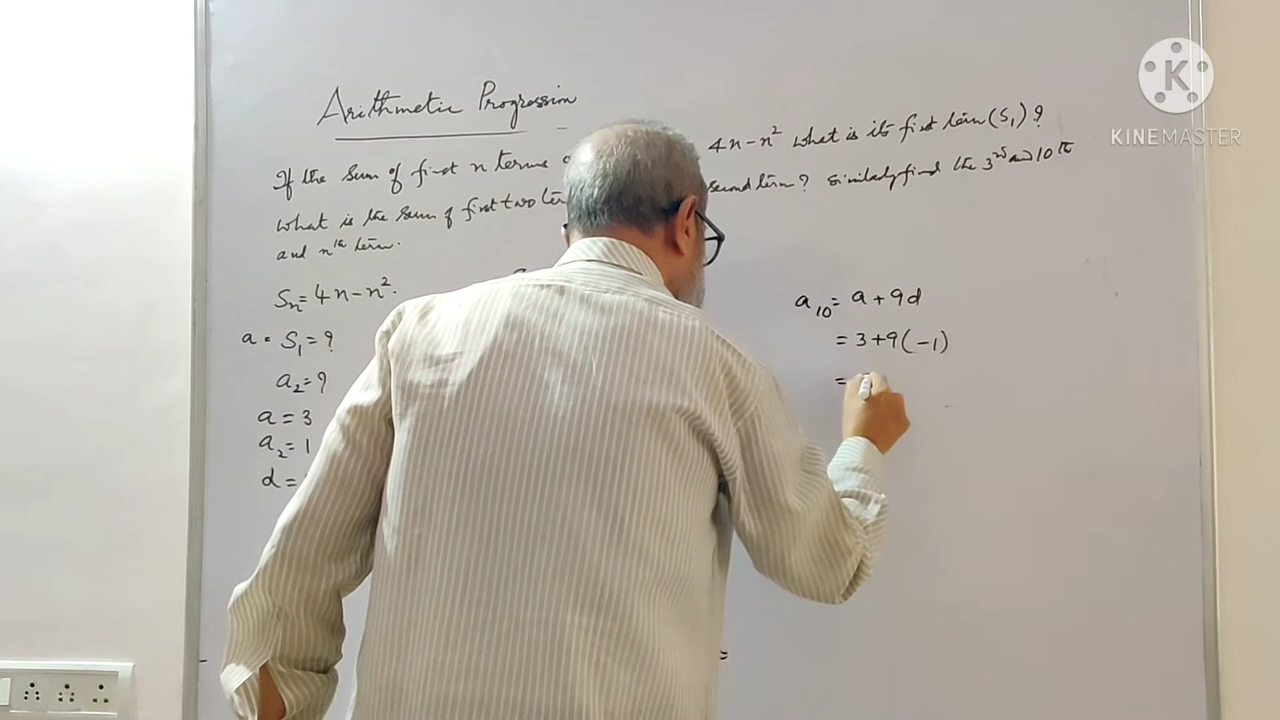 Arithmetic Progression
If the sum of first n terms 4n-n² what is its first term (S₁)?
What is the sum of first two second term? Similarly find the 3rd and 10th
and nth term.
Sₙ = 4n-n².
a = S₁ = ?
a₂ = ?
a = 3
a₂ = 1
d =
a₁₀ = a + 9d
= 3+9(-1)
=
KINEMASTER